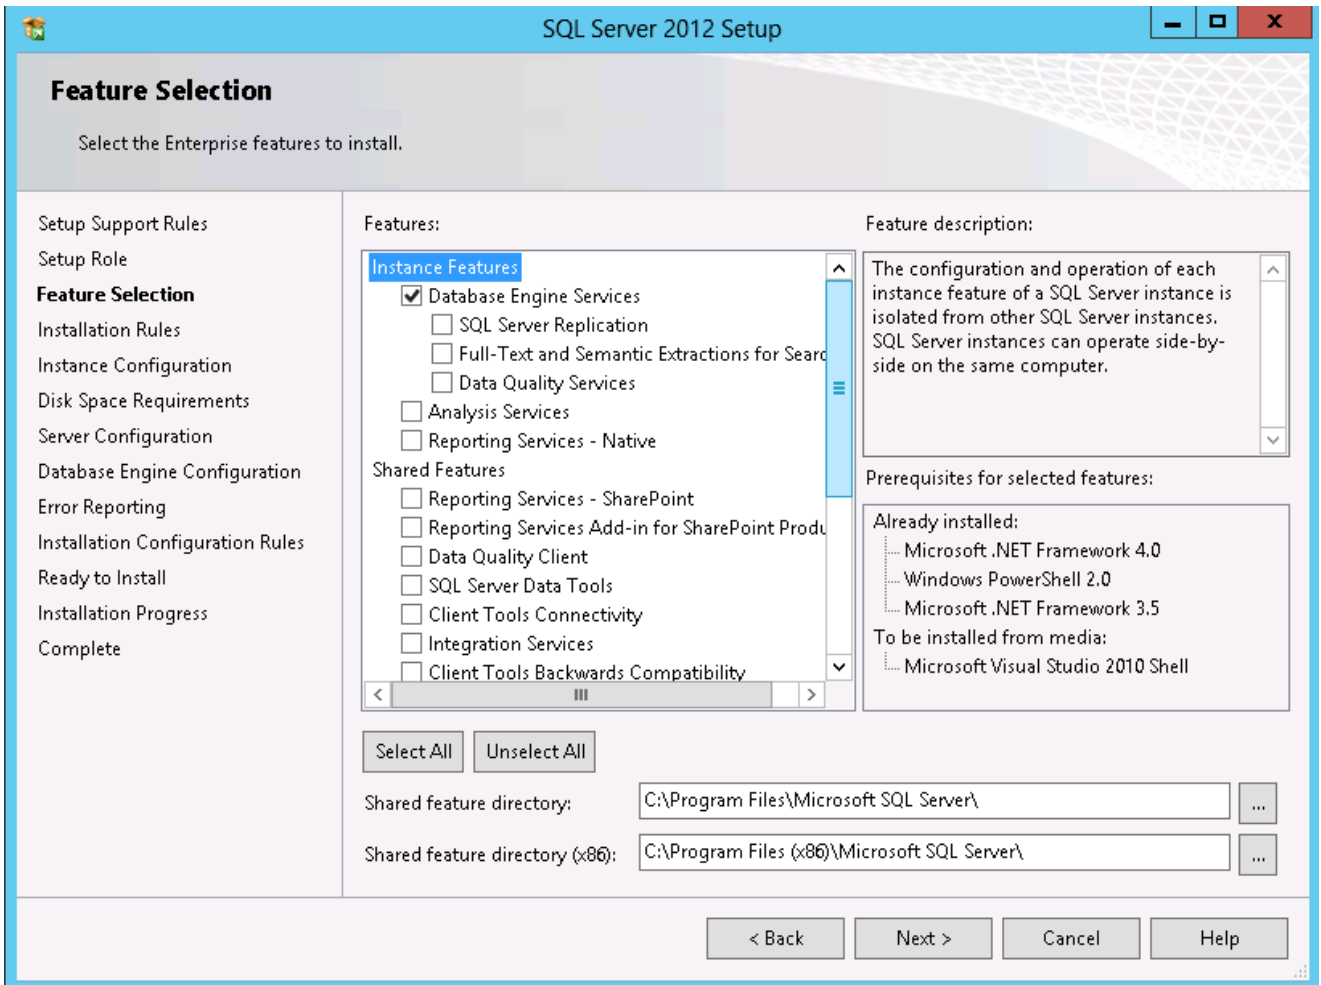 SQL Server 2012 Setup
Feature Selection
Select the Enterprise features to install.
Setup Support Rules
Setup Role
Feature Selection
Installation Rules
Instance Configuration
Disk Space Requirements
Server Configuration
Database Engine Configuration
Error Reporting
Installation Configuration Rules
Ready to Install
Installation Progress
Complete
Features:
Instance Features
Database Engine Services
SQL Server Replication
Full-Text and Semantic Extractions for Searc
Data Quality Services
Analysis Services
Reporting Services - Native
Shared Features
Reporting Services - SharePoint
Reporting Services Add-in for SharePoint Produ
Data Quality Client
SQL Server Data Tools
Client Tools Connectivity
Integration Services
Client Tools Backwards Compatibility
Feature description:
The configuration and operation of each
instance feature of a SQL Server instance is
isolated from other SQL Server instances.
SQL Server instances can operate side-by-
side on the same computer.
Prerequisites for selected features:
Already installed:
Microsoft .NET Framework 4.0
Windows PowerShell 2.0
Microsoft .NET Framework 3.5
To be installed from media:
Microsoft Visual Studio 2010 Shell
Select All
Unselect All
Shared feature directory:
C:\Program Files\Microsoft SQL Server\
...
Shared feature directory (x86):
C:\Program Files (x86)\Microsoft SQL Server\
...
< Back
Next >
Cancel
Help